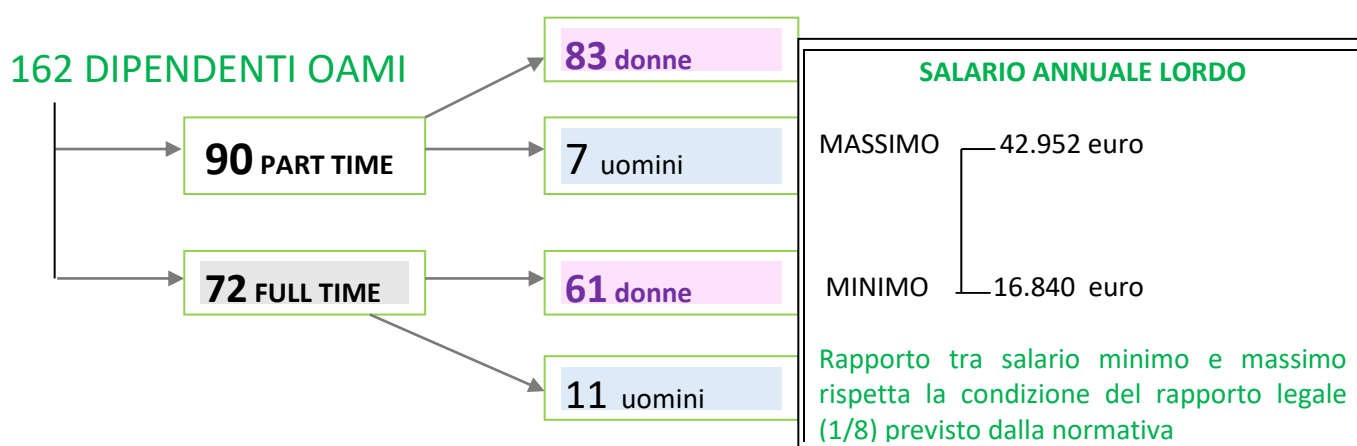 162 DIPENDENTI OAMI
90 PART TIME
83 donne
7 uomini
72 FULL TIME
61 donne
11 uomini
SALARIO ANNUALE LORDO
MASSIMO 42.952 euro
MINIMO 16.840 euro
Rapporto tra salario minimo e massimo
rispetta la condizione del rapporto legale
(1/8) previsto dalla normativa